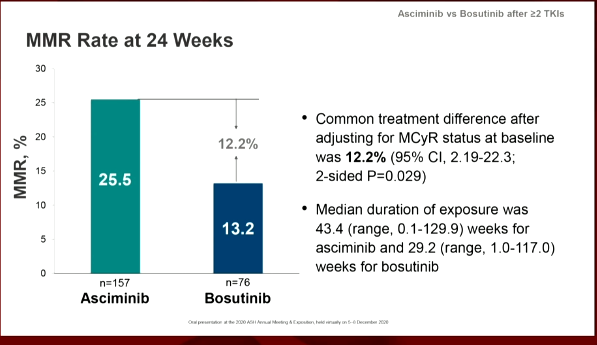 Asciminib vs Bosutinib after ≥2 TKIs
MMR Rate at 24 Weeks
MMR, %
30
25
20
15
10
5
0
25.5
12.2%
13.2
n=157
n=76
Asciminib
Bosutinib
• Common treatment difference after
adjusting for MCyR status at baseline
was 12.2% (95% CI, 2.19-22.3;
2-sided P=0.029)
• Median duration of exposure was
43.4 (range, 0.1-129.9) weeks for
asciminib and 29.2 (range, 1.0-117.0)
weeks for bosutinib
Oral presentation at the 2020 ASH Annual Meeting & Exposition, held virtually on 5- 8 December 2020